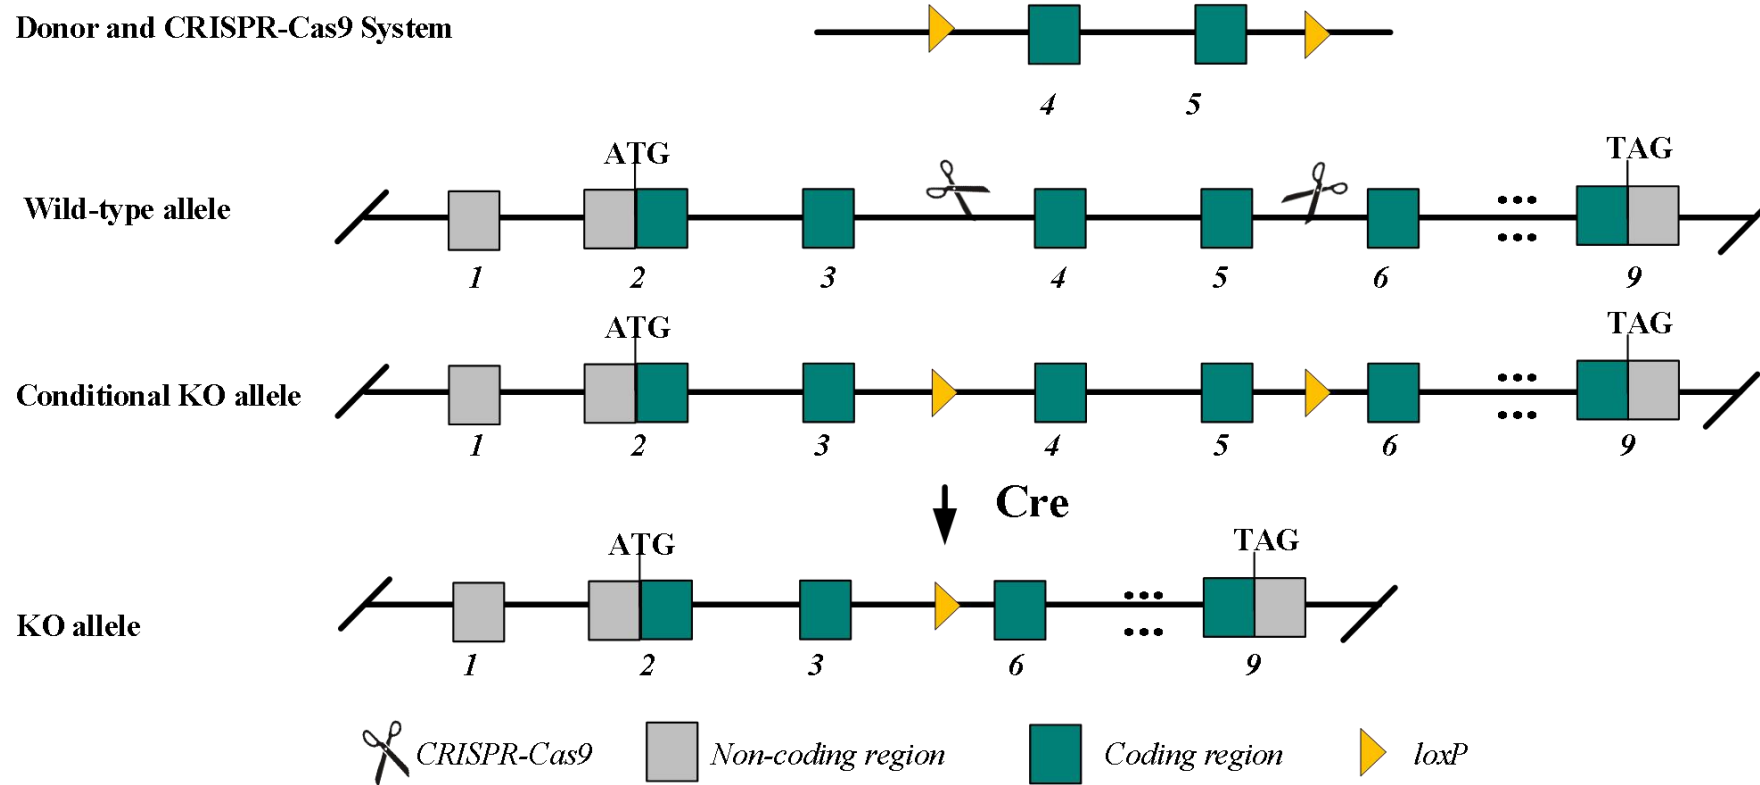 Donor and CRISPR-Cas9 System
4 5
ATG TAG
Wild-type allele
1 2 3 4 5 6 9
ATG TAG
Conditional KO allele
1 2 3 4 5 6 9
Cre
ATG TAG
KO allele
1 2 3 6 9
CRISPR-Cas9 Non-coding region Coding region loxP